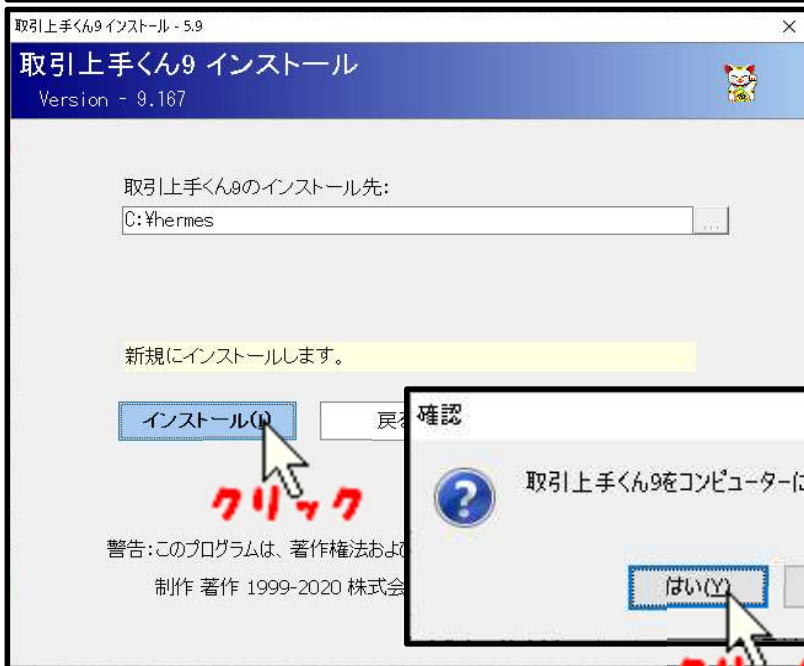 取引上手くん9 インストール - 5.9
取引上手くん9 インストール
Version - 9.167
取引上手くん9のインストール先:
C:¥hermes
...
新規にインストールします。
インストール(I)
戻る
クリック
警告:このプログラムは、著作権法およ
制作 著作 1999-2020 株式会
確認
取引上手くん9をコンピューターに
はい(Y)